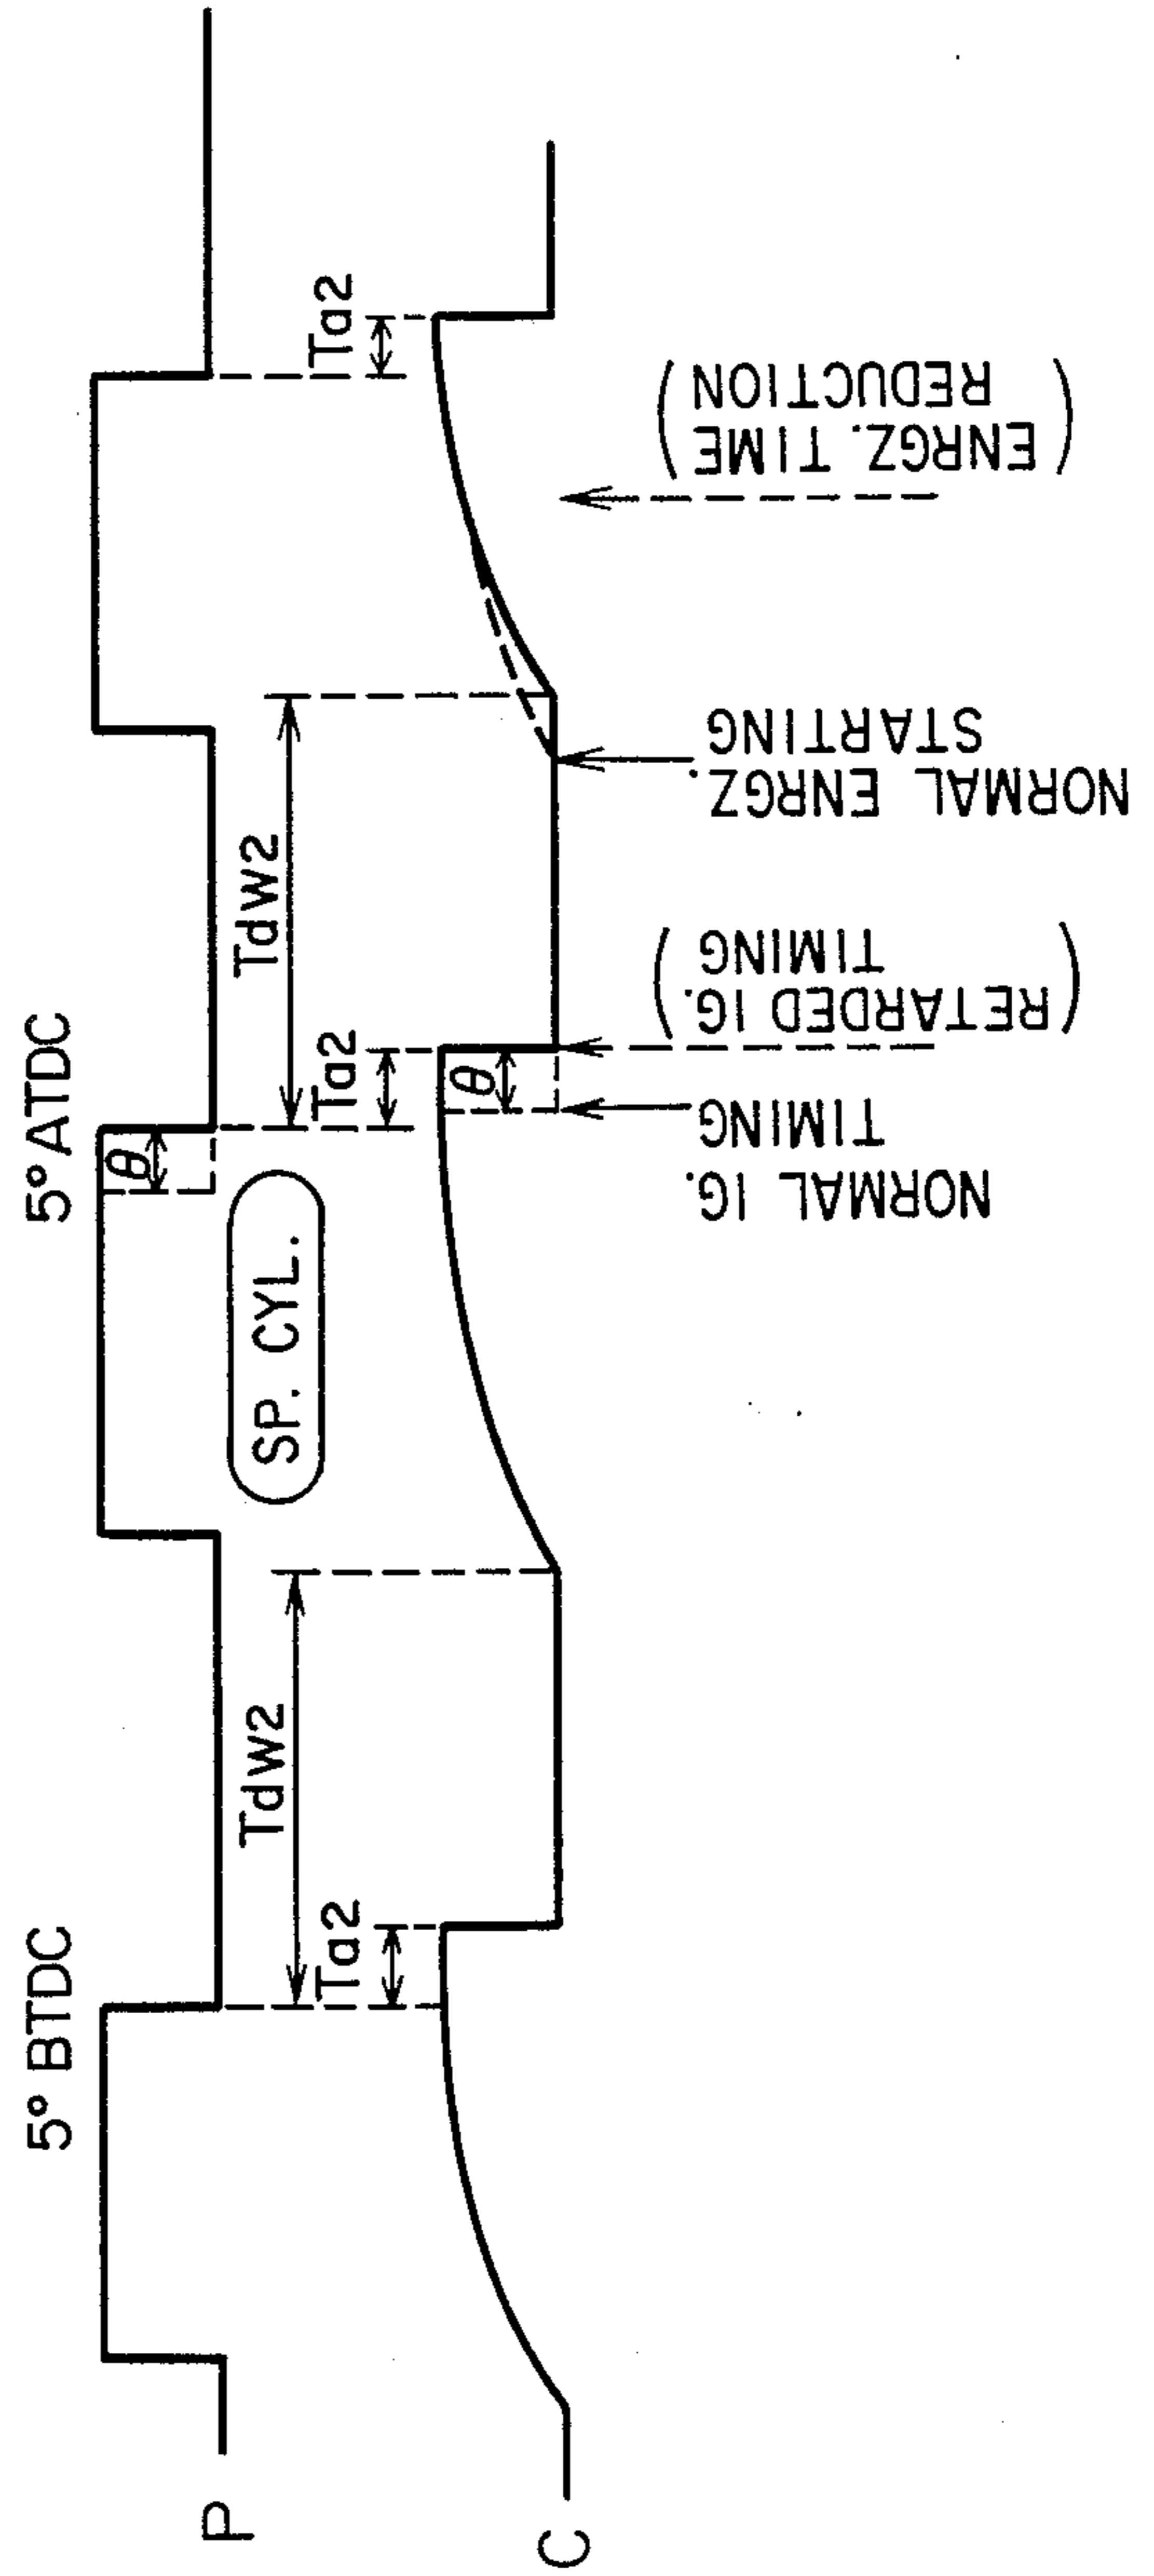 5° BTDC
5° ATDC
P
Tdw2
SP. CYL.
θ
Tdw2
Ta2
Ta2
Ta2
θ
C
NORMAL IG.
TIMING
(RETARDED IG.
TIMING)
NORMAL ENRGZ.
STARTING
(ENRGZ. TIME
REDUCTION)